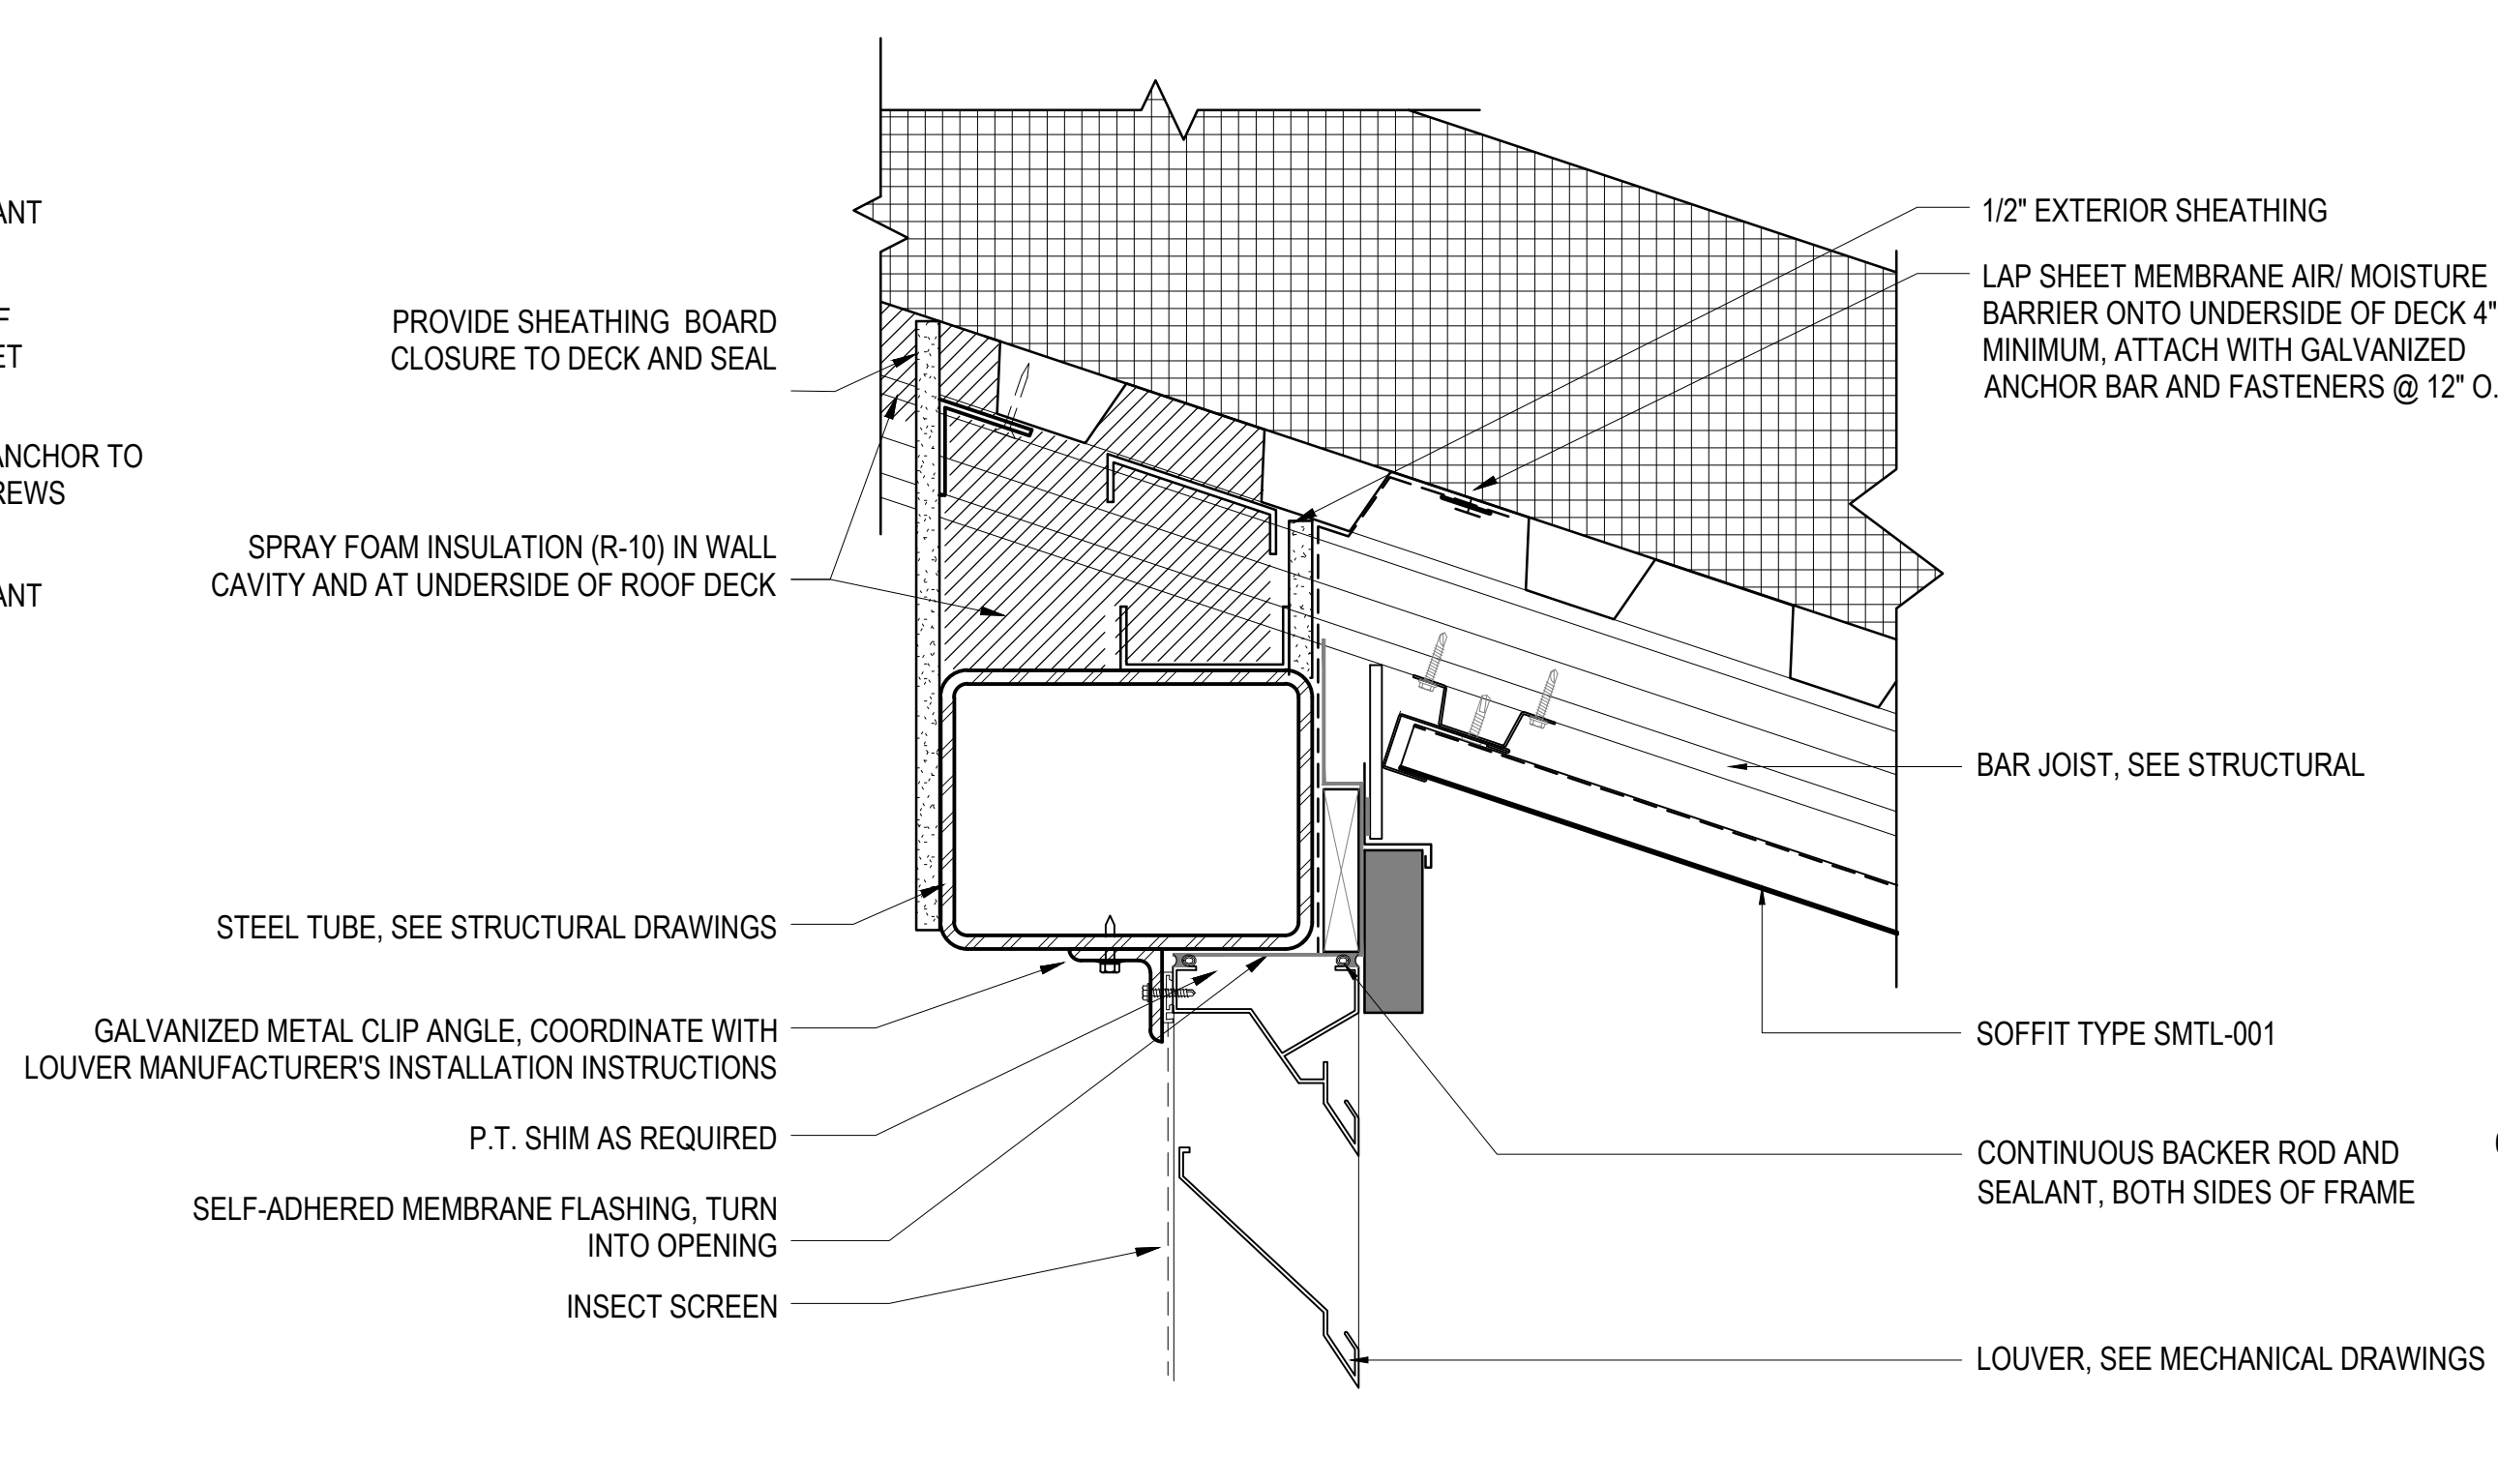 ANT
ET
ANCHOR TO
REWS
ANT
PROVIDE SHEATHING BOARD
CLOSURE TO DECK AND SEAL
SPRAY FOAM INSULATION (R-10) IN WALL
CAVITY AND AT UNDERSIDE OF ROOF DECK
STEEL TUBE, SEE STRUCTURAL DRAWINGS
GALVANIZED METAL CLIP ANGLE, COORDINATE WITH
LOUVER MANUFACTURER'S INSTALLATION INSTRUCTIONS
P.T. SHIM AS REQUIRED
SELF-ADHERED MEMBRANE FLASHING, TURN
INTO OPENING
INSECT SCREEN
1/2" EXTERIOR SHEATHING
LAP SHEET MEMBRANE AIR/ MOISTURE
BARRIER ONTO UNDERSIDE OF DECK 4"
MINIMUM, ATTACH WITH GALVANIZED
ANCHOR BAR AND FASTENERS @ 12" O.
BAR JOIST, SEE STRUCTURAL
SOFFIT TYPE SMTL-001
CONTINUOUS BACKER ROD AND
SEALANT, BOTH SIDES OF FRAME
LOUVER, SEE MECHANICAL DRAWINGS